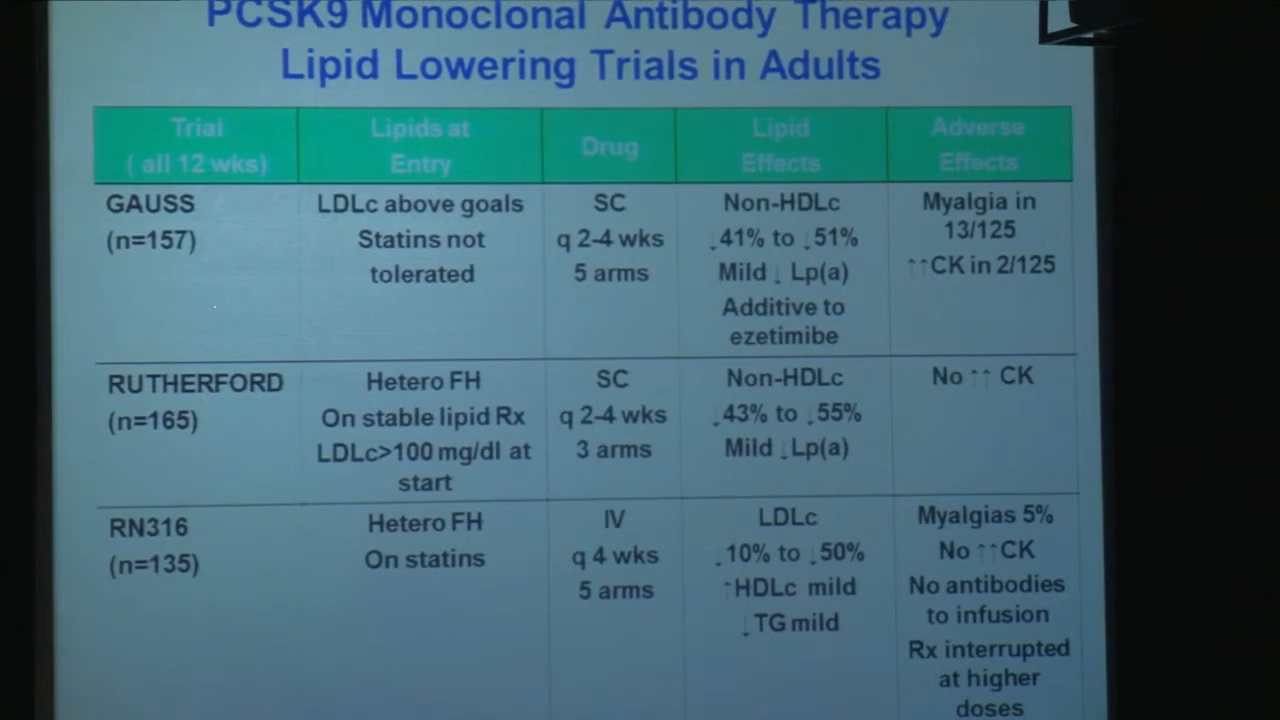 PCSK9 Monoclonal Antibody Therapy
Lipid Lowering Trials in Adults
Trial
( all 12 wks)
Lipids at
Entry
Drug
Lipid
Effects
Adverse
Effects
GAUSS
(n=157)
LDLc above goals
Statins not
tolerated
SC
q 2-4 wks
5 arms
Non-HDLc
↓41% to ↓51%
Mild ↓ Lp(a)
Additive to
ezetimibe
Myalgia in
13/125
↑↑CK in 2/125
RUTHERFORD
(n=165)
Hetero FH
On stable lipid Rx
LDLc>100 mg/dl at
start
SC
q 2-4 wks
3 arms
Non-HDLc
↓43% to ↓55%
Mild ↓Lp(a)
No ↑↑ CK
RN316
(n=135)
Hetero FH
On statins
IV
q 4 wks
5 arms
LDLc
↓10% to ↓50%
↑HDLc mild
↓TG mild
Myalgias 5%
No ↑↑CK
No antibodies
to infusion
Rx interrupted
at higher
doses